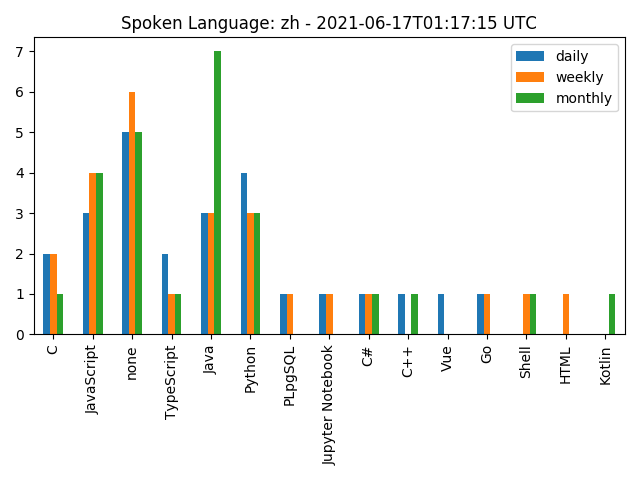 Spoken Language: zh - 2021-06-17T01:17:15 UTC
daily
weekly
monthly
7
6
5
4
3
2
1
0
C
JavaScript
none
TypeScript
Java
Python
PLpgSQL
Jupyter Notebook
C#
C++
Vue
Go
Shell
HTML
Kotlin